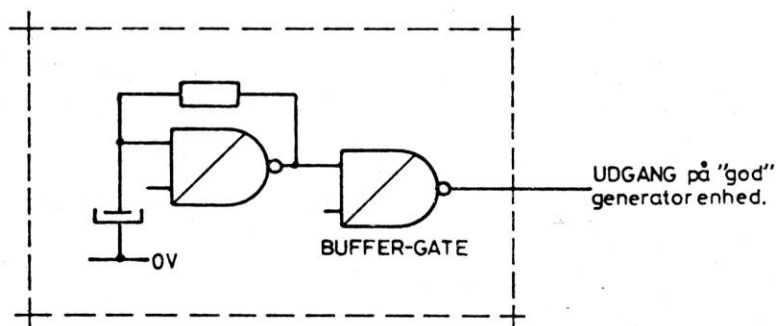 UDGANG på "god"
generator enhed.
BUFFER-GATE
0V